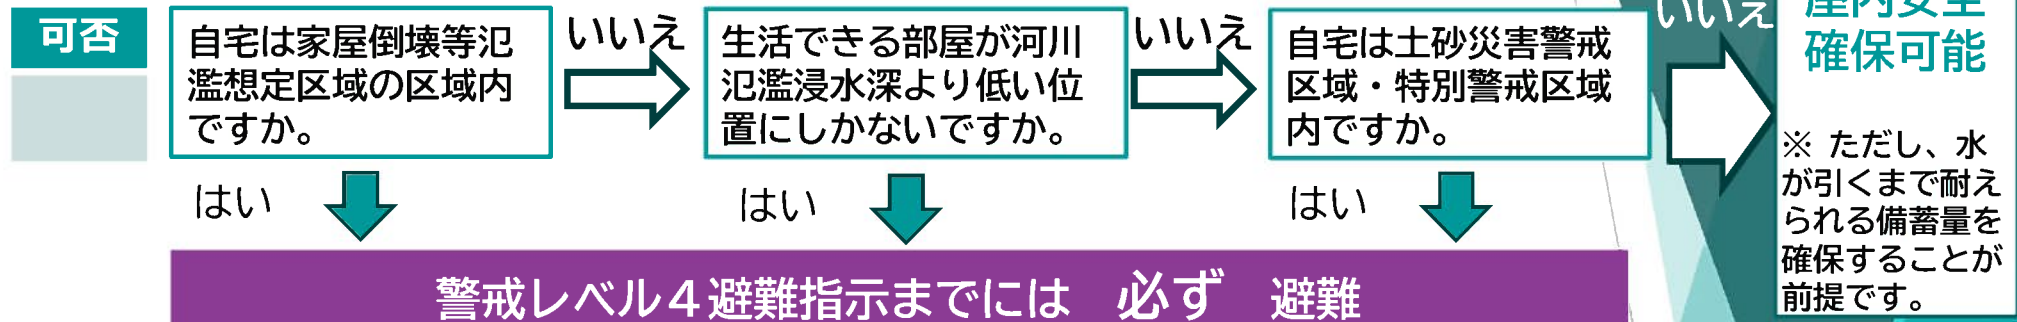 可否
自宅は家屋倒壊等氾
濫想定区域の区域内
ですか。
いいえ
生活できる部屋が河川
氾濫浸水深より低い位
置にしかないですか。
いいえ
自宅は土砂災害警戒
区域・特別警戒区域
内ですか。
いいえ
屋内安全
確保可能
※ ただし、水
が引くまで耐え
られる備蓄量を
確保することが
前提です。
はい
はい
はい
警戒レベル4避難指示までには 必ず 避難